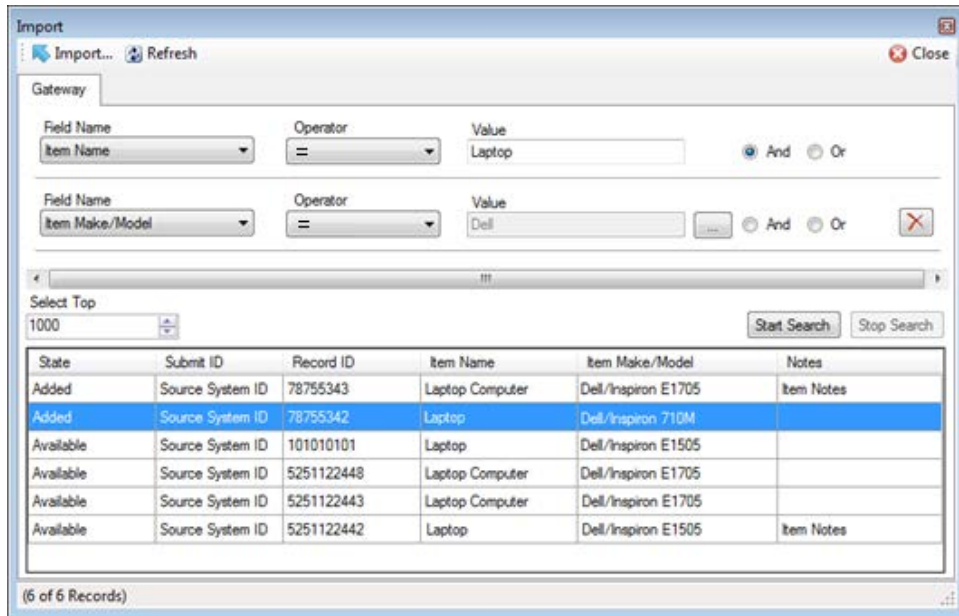 Import
Import... Refresh Close
Gateway
Field Name Operator Value
Item Name = Laptop And Or
Field Name Operator Value
Item Make/Model = Dell ... And Or
Select Top
1000 Start Search Stop Search
State Submit ID Record ID Item Name Item Make/Model Notes
Added Source System ID 78755343 Laptop Computer Dell/Inspiron E1705 Item Notes
Added Source System ID 78755342 Laptop Dell/Inspiron 710M
Available Source System ID 101010101 Laptop Dell/Inspiron E1505
Available Source System ID 5251122448 Laptop Computer Dell/Inspiron E1705
Available Source System ID 5251122443 Laptop Computer Dell/Inspiron E1705
Available Source System ID 5251122442 Laptop Dell/Inspiron E1505 Item Notes
(6 of 6 Records)